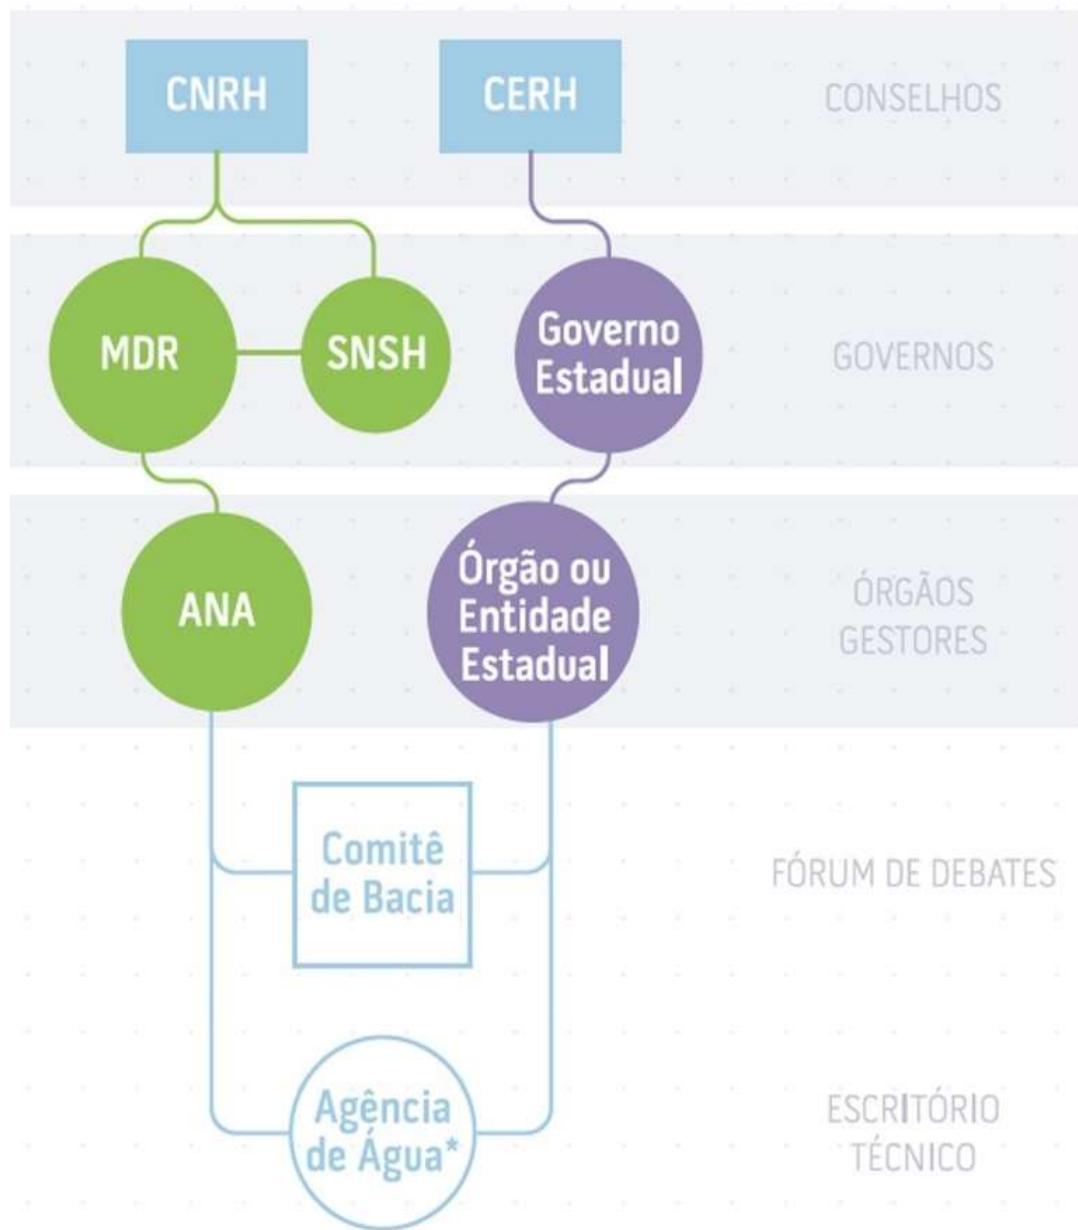 CNRH
CERH
CONSELHOS
MDR
SNSH
Governo
Estadual
GOVERNOS
ANA
Órgão ou
Entidade
Estadual
ÓRGÃOS
GESTORES
Comitê
de Bacia
FÓRUM DE DEBATES
Agência
de Água*
ESCRITÓRIO
TÉCNICO